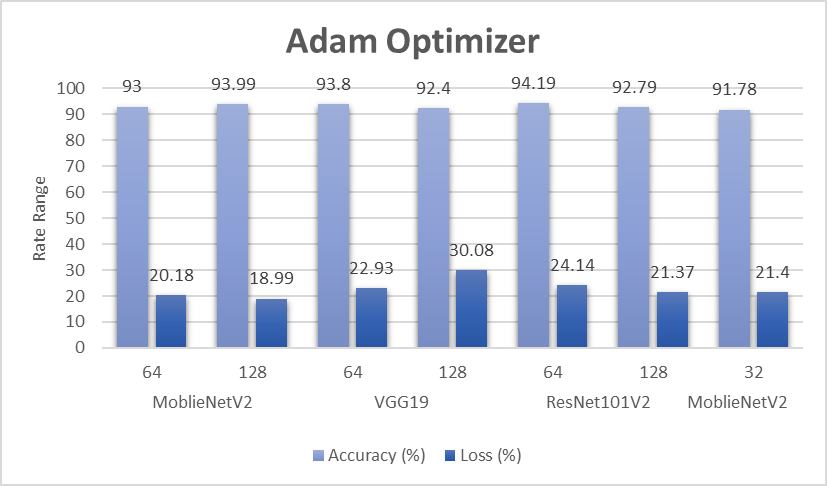 Adam Optimizer
93 93.99 93.8 92.4 94.19 92.79 91.78
20.18 18.99 22.93 30.08 24.14 21.37 21.4
Rate Range
100
90
80
70
60
50
40
30
20
10
0
64 128 64 128 64 128 32
MoblieNetV2 VGG19 ResNet101V2 MoblieNetV2
Accuracy (%) Loss (%)